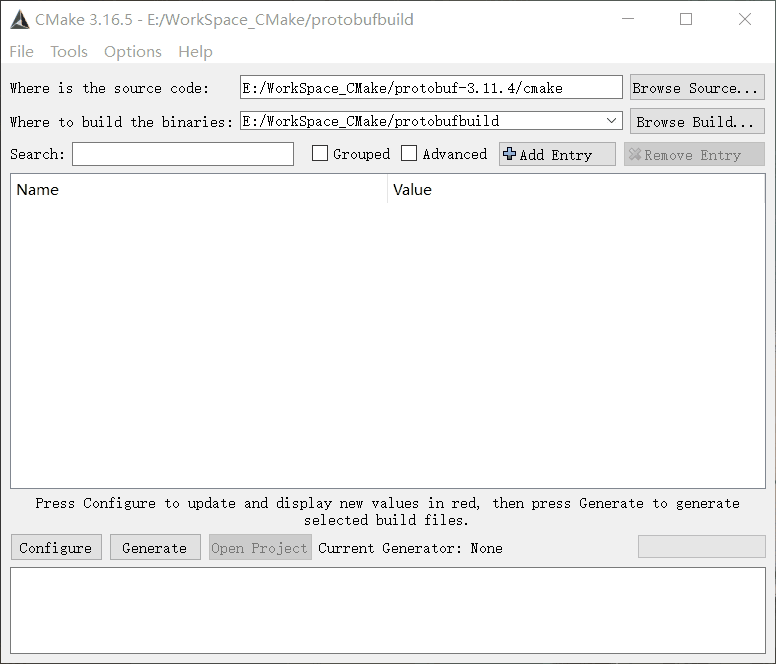 CMake 3.16.5 - E:/WorkSpace_CMake/protobufbuild
File Tools Options Help
Where is the source code: E:/WorkSpace_CMake/protobuf-3.11.4/cmake Browse Source...
Where to build the binaries: E:/WorkSpace_CMake/protobufbuild Browse Build...
Search: Grouped Advanced Add Entry Remove Entry
Name Value
Press Configure to update and display new values in red, then press Generate to generate
selected build files.
Configure Generate Open Project Current Generator: None